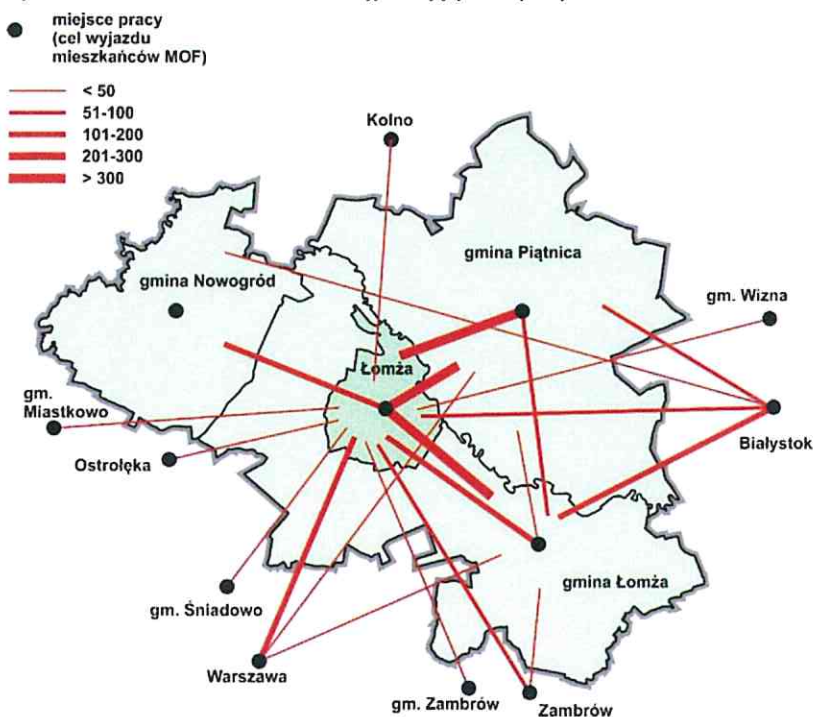 miejsce pracy
(cel wyjazdu
mieszkańców MOF)
< 50
51-100
101-200
201-300
> 300
Kolno
gmina Piątnica
gmina Nowogród
gm. Wizna
Łomża
gm.
Miastkowo
Białystok
Ostrołęka
gmina Łomża
gm. Śniadowo
Warszawa
gm. Zambrów
Zambrów